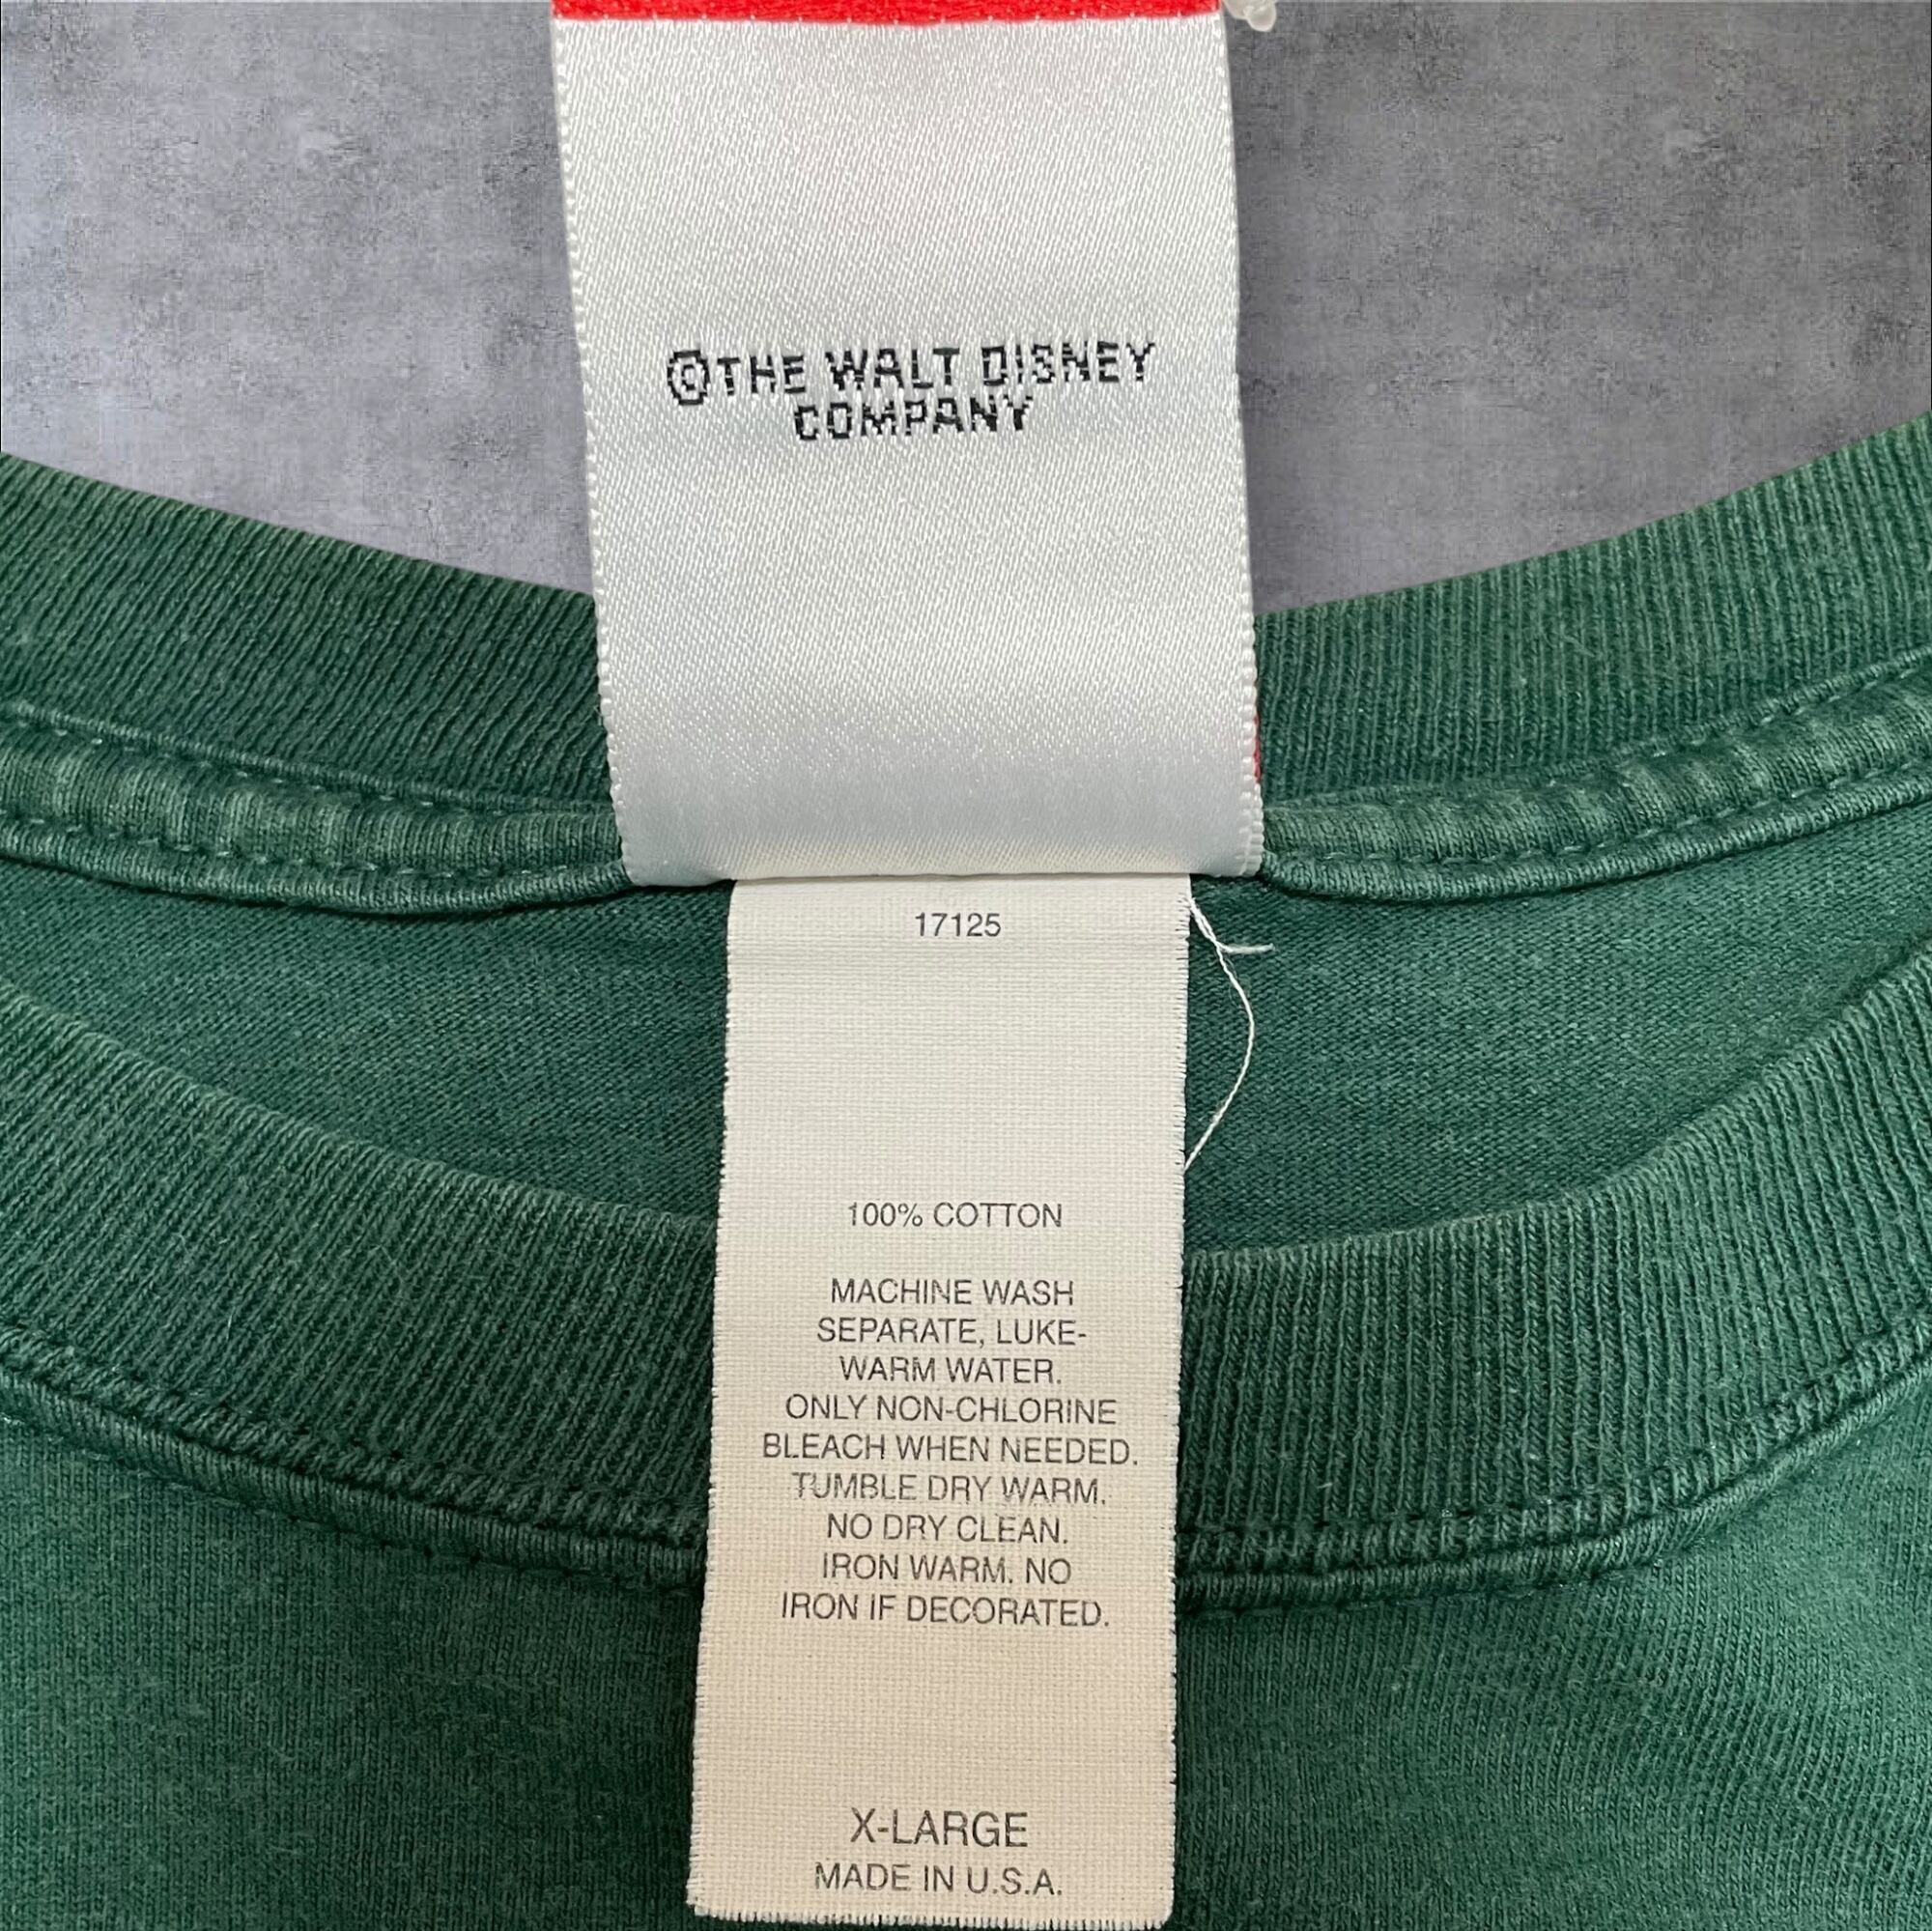 ©THE WALT DISNEY
COMPANY
17125
100% COTTON
MACHINE WASH
SEPARATE, LUKE-
WARM WATER.
ONLY NON-CHLORINE
BLEACH WHEN NEEDED.
TUMBLE DRY WARM.
NO DRY CLEAN.
IRON WARM. NO
IRON IF DECORATED.
X-LARGE
MADE IN U.S.A.